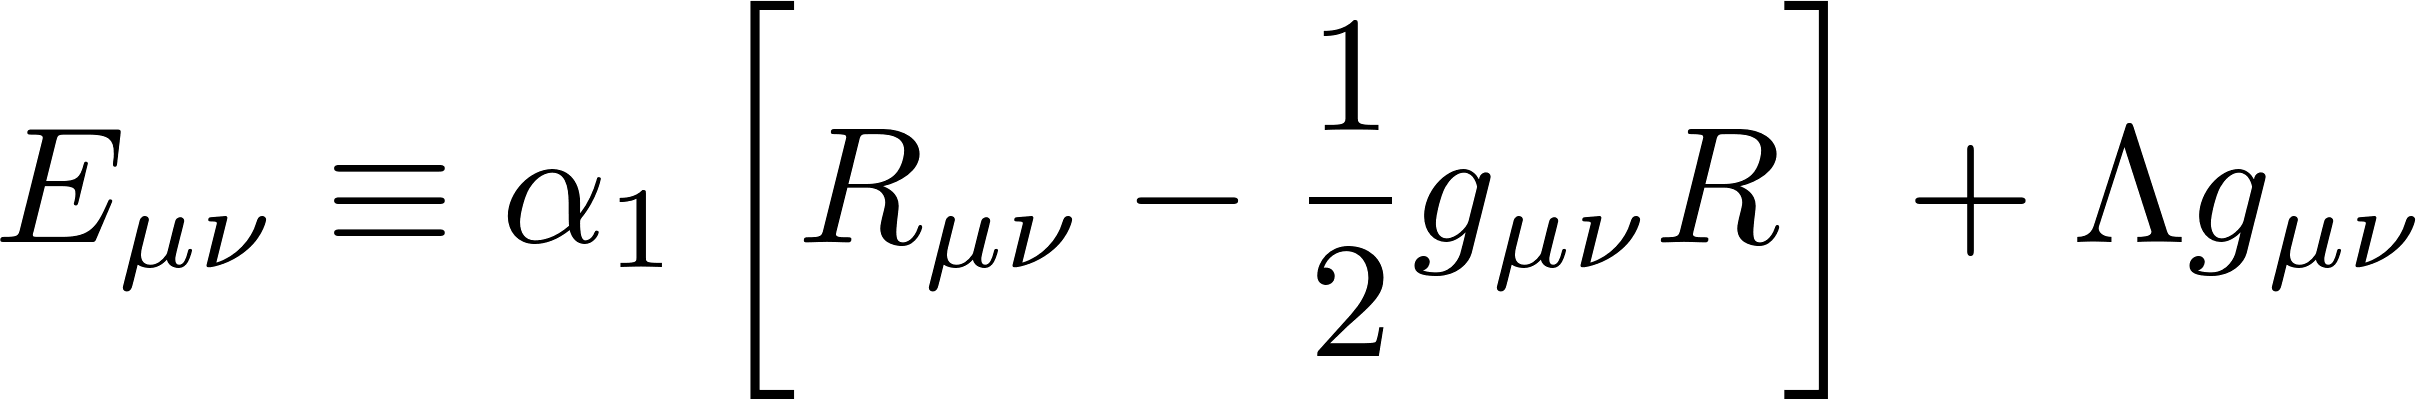 E_{\mu\nu} \equiv \alpha_1 \left[ R_{\mu\nu} - \frac{1}{2} g_{\mu\nu} R \right] + \Lambda g_{\mu\nu}